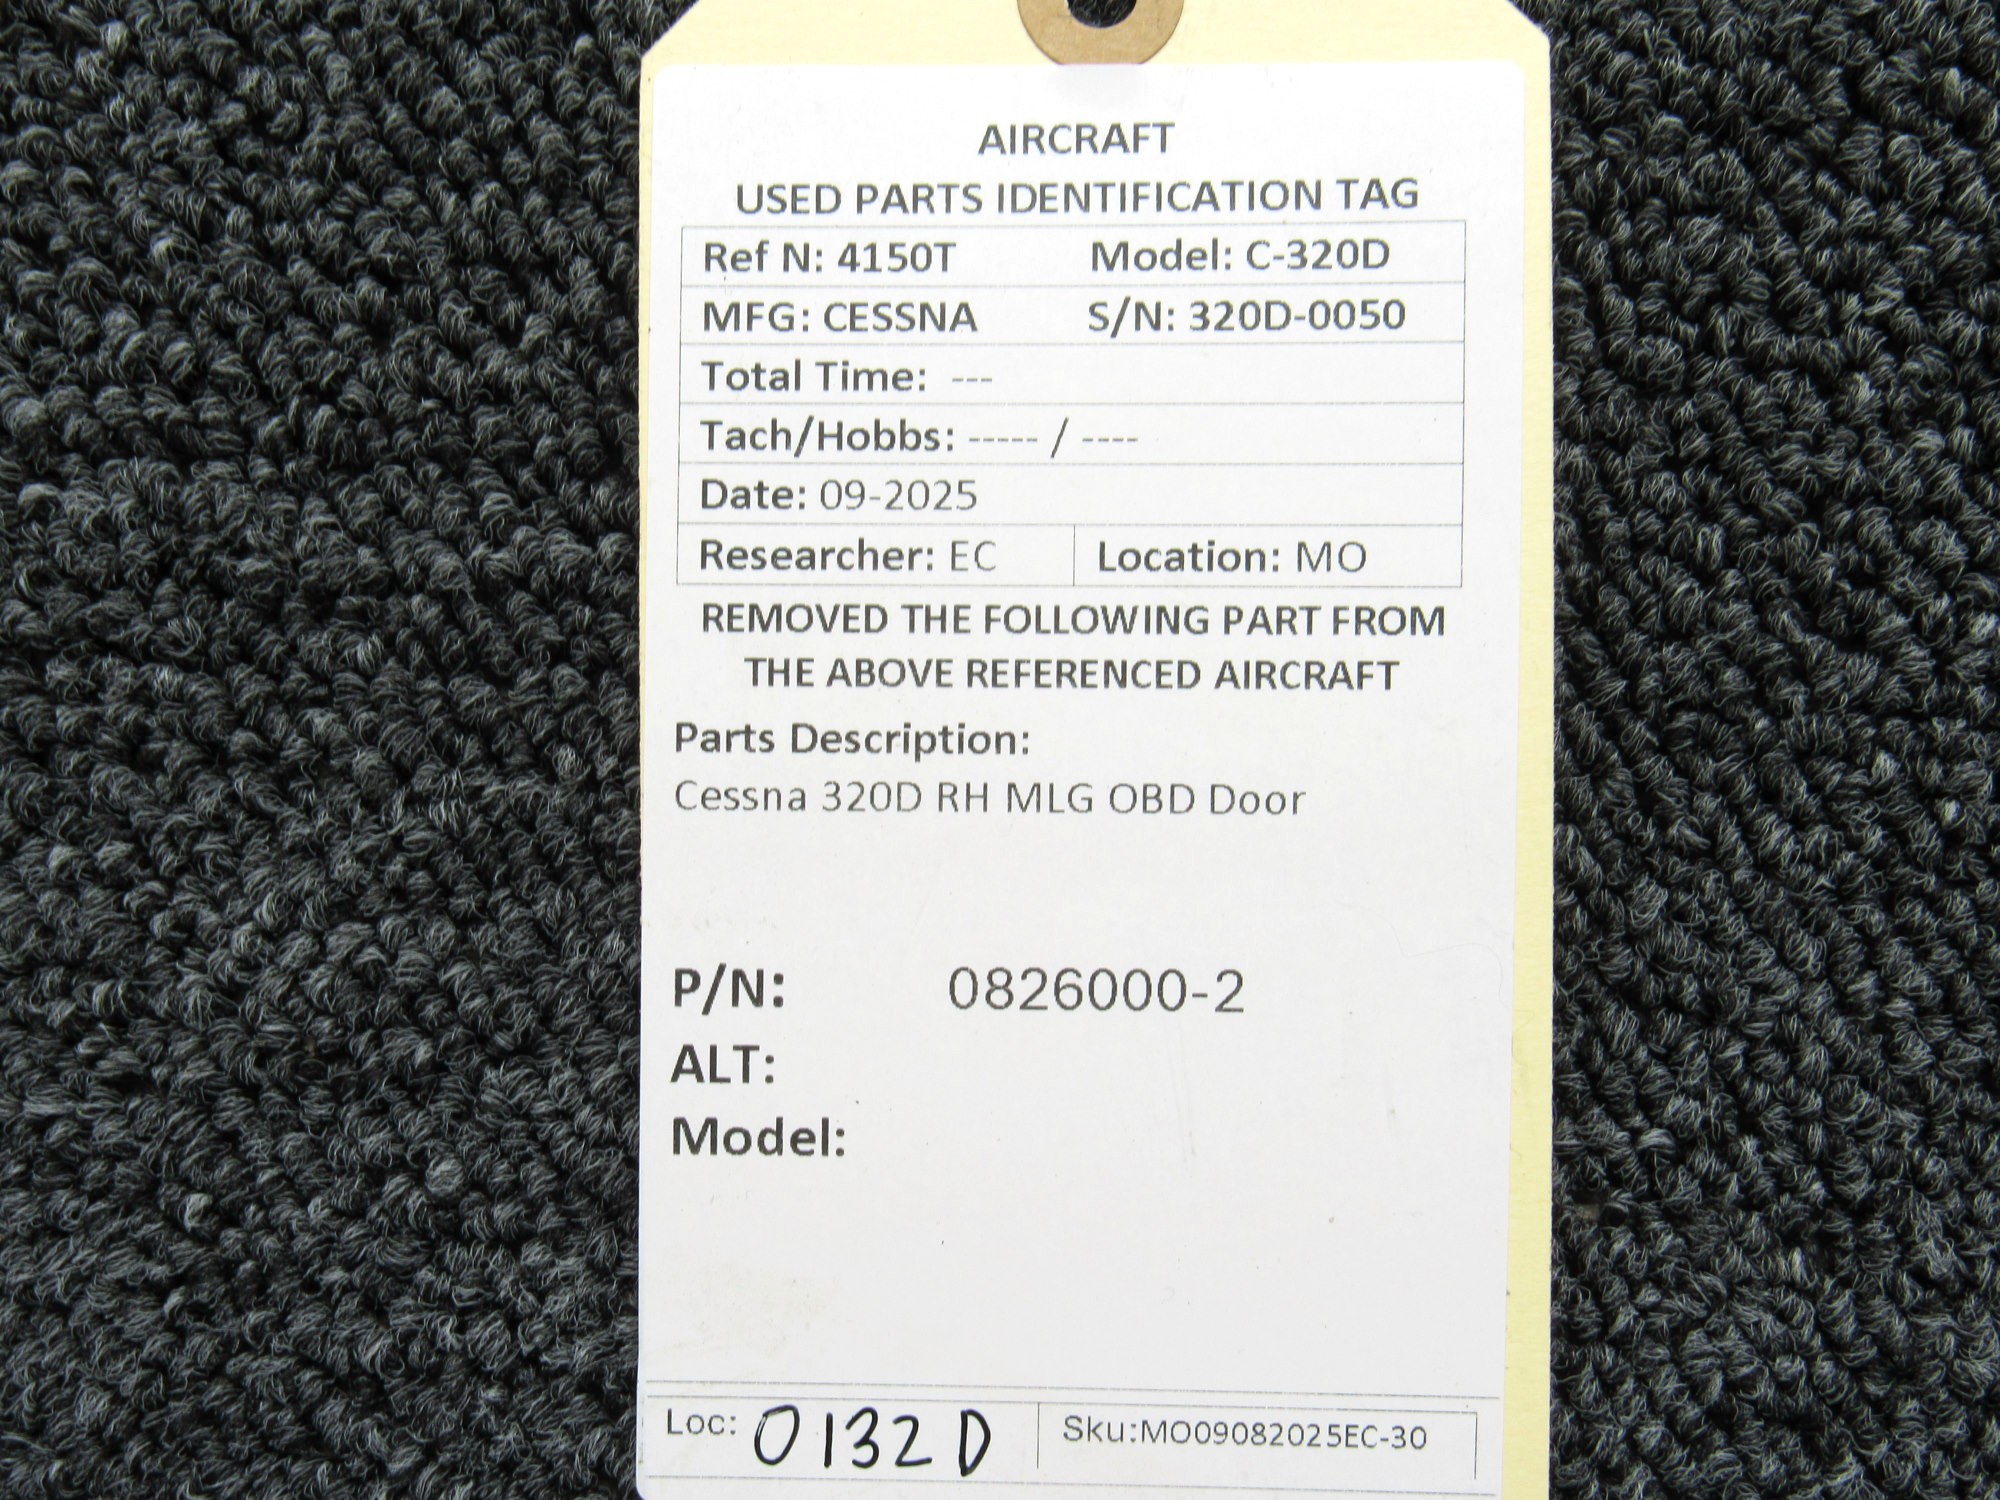 AIRCRAFT
USED PARTS IDENTIFICATION TAG
Ref N: 4150T Model: C-320D
MFG: CESSNA S/N: 320D-0050
Total Time: ---
Tach/Hobbs: ----- / ----
Date: 09-2025
Researcher: EC Location: MO
REMOVED THE FOLLOWING PART FROM
THE ABOVE REFERENCED AIRCRAFT
Parts Description:
Cessna 320D RH MLG OBD Door
P/N: 0826000-2
ALT:
Model:
Loc: 0132D Sku:MO09082025EC-30